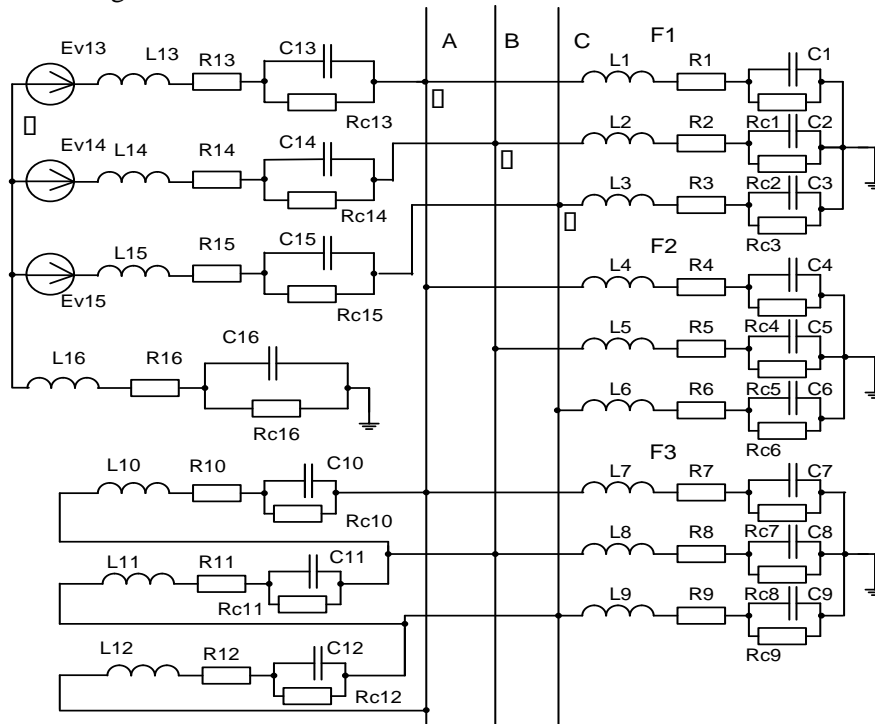 A B C F1
Ev13 L13 R13 C13 Rc13
L1 R1 C1 Rc1
Ev14 L14 R14 C14 Rc14
L2 R2 C2 Rc2
Ev15 L15 R15 C15 Rc15
L3 R3 C3 Rc3
F2
L4 R4 C4 Rc4
L16 R16 C16 Rc16
L5 R5 C5 Rc5
L6 R6 C6 Rc6
F3
L10 R10 C10 Rc10
L7 R7 C7 Rc7
L11 R11 C11 Rc11
L8 R8 C8 Rc8
L12 R12 C12 Rc12
L9 R9 C9 Rc9